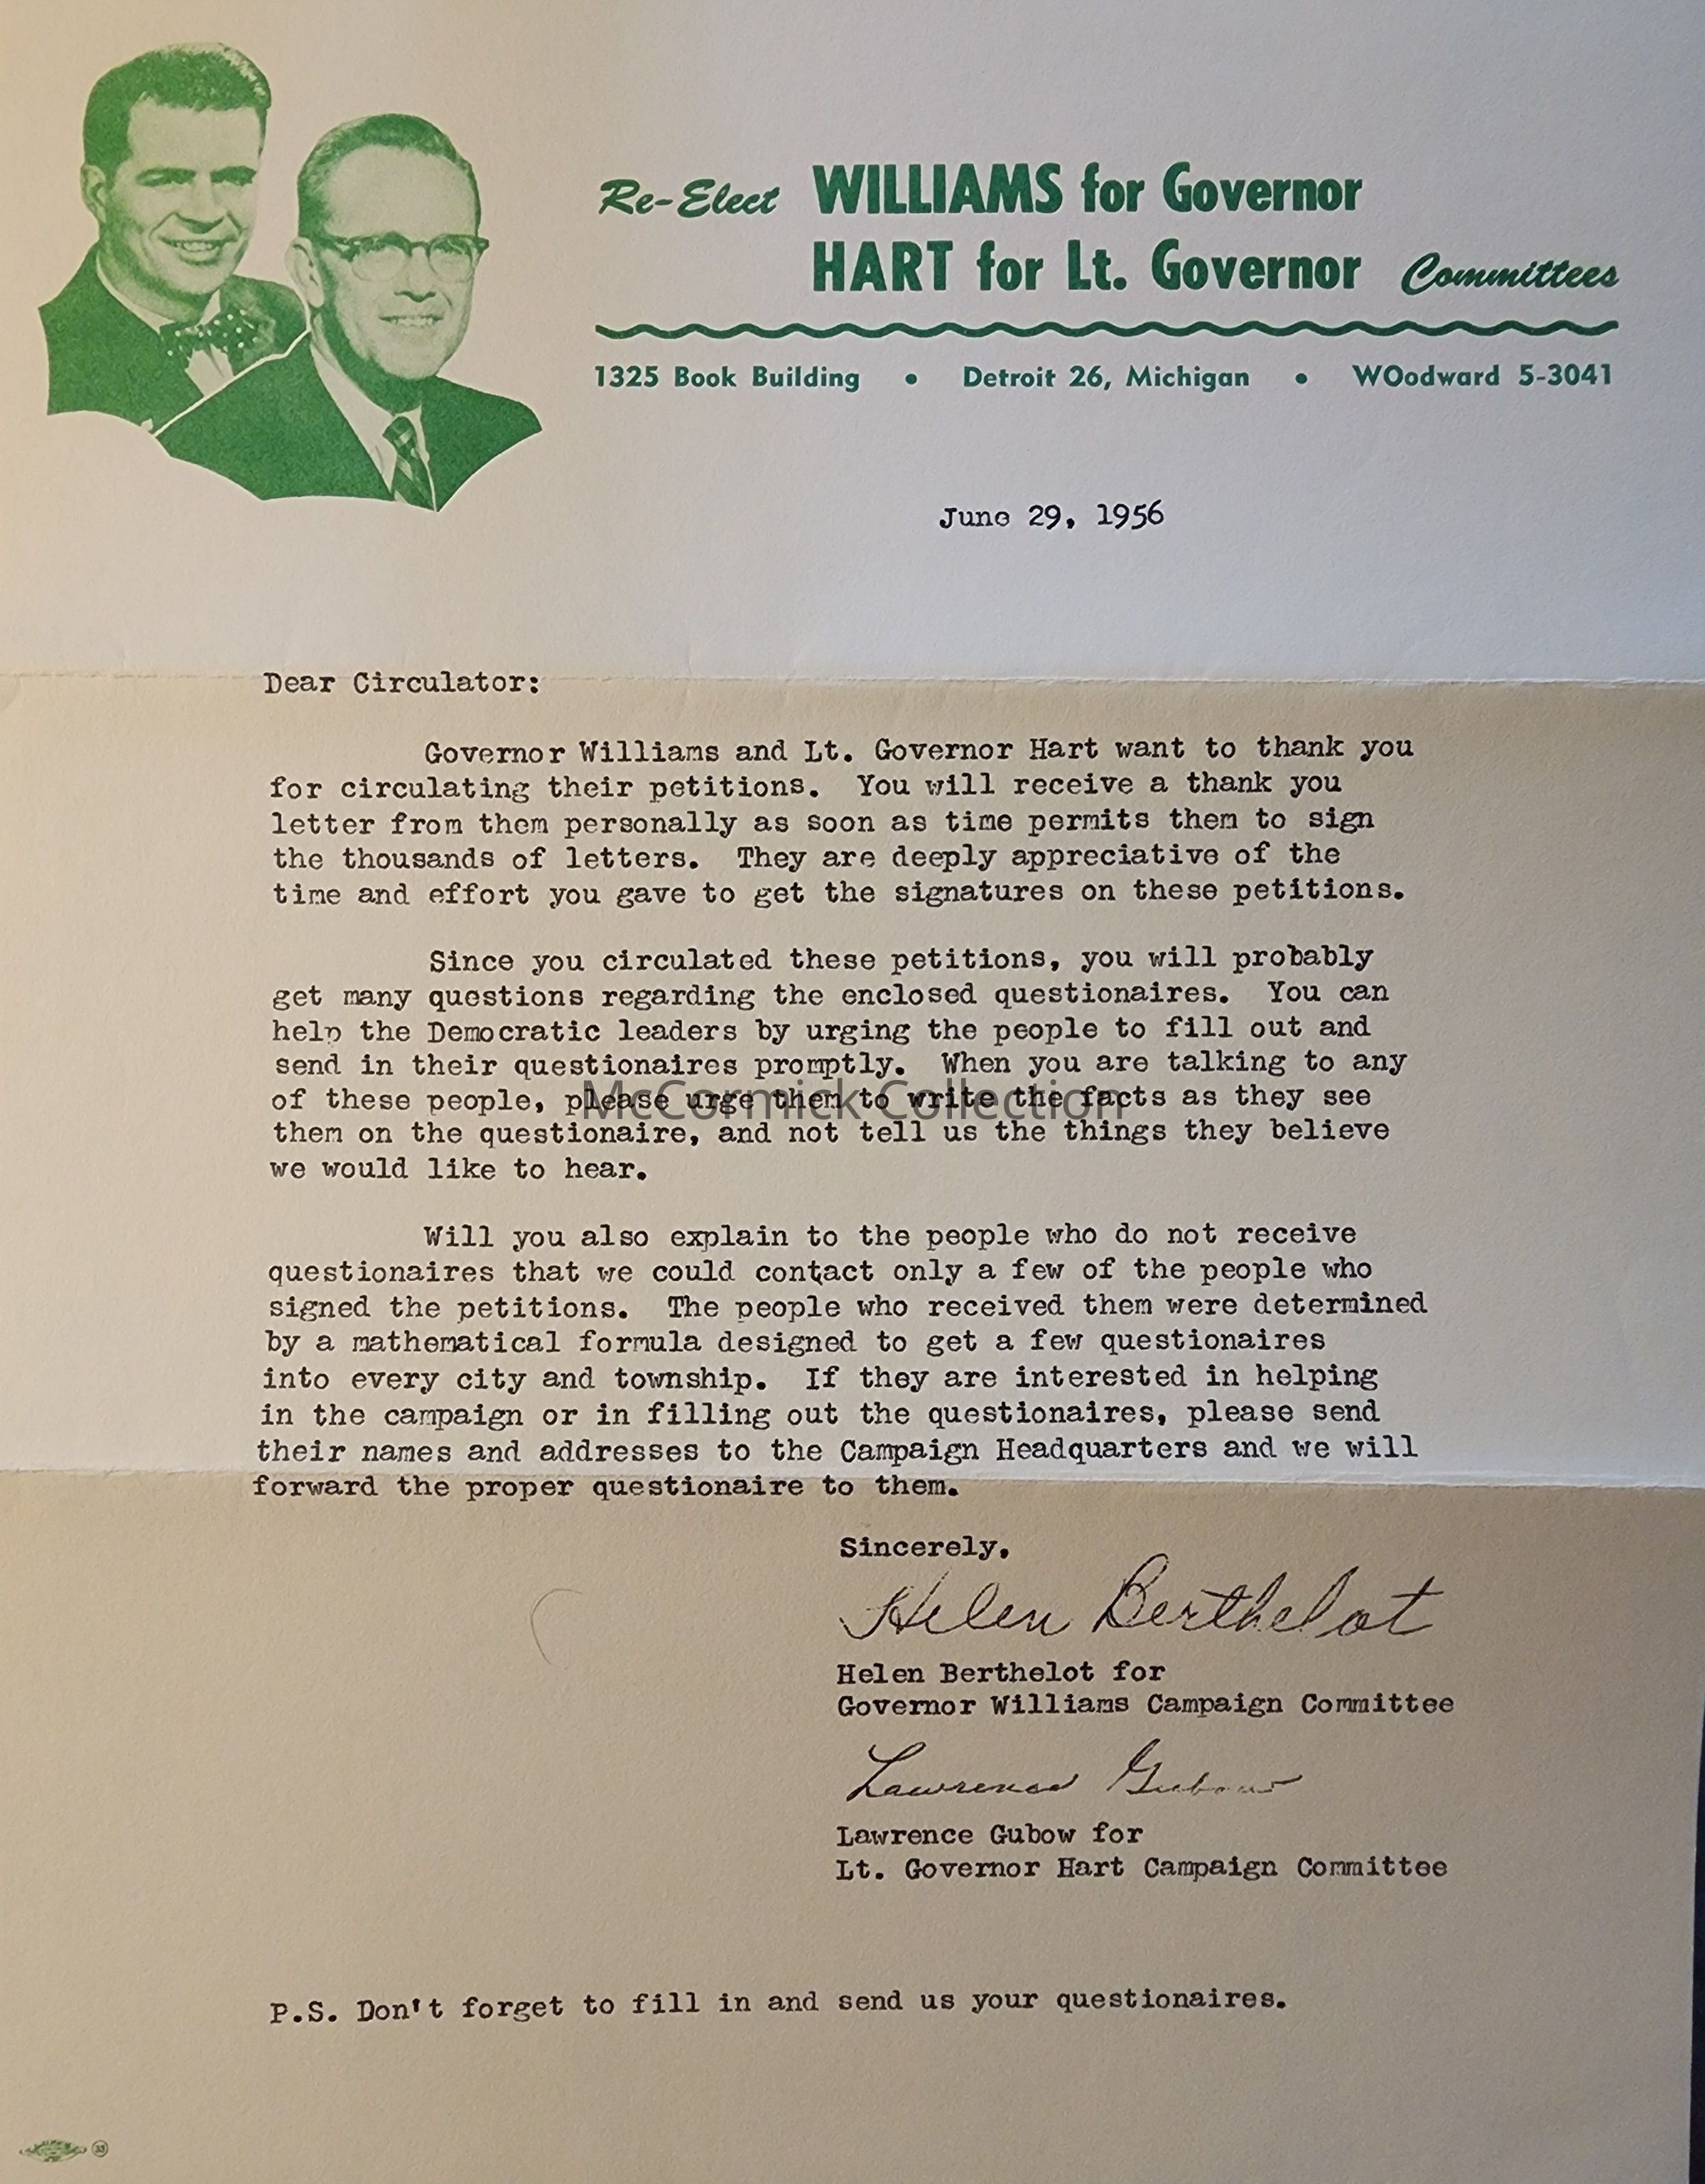 Re-Elect WILLIAMS for Governor
HART for Lt. Governor Committees
1325 Book Building • Detroit 26, Michigan • WOodward 5-3041
June 29, 1956
Dear Circulator:
Governor Williams and Lt. Governor Hart want to thank you
for circulating their petitions. You will receive a thank you
letter from them personally as soon as time permits them to sign
the thousands of letters. They are deeply appreciative of the
time and effort you gave to get the signatures on these petitions.
Since you circulated these petitions, you will probably
get many questions regarding the enclosed questionaires. You can
help the Democratic leaders by urging the people to fill out and
send in their questionaires promptly. When you are talking to any
of these people, please urge them to write the facts as they see
McCormick Collection
them on the questionaire, and not tell us the things they believe
we would like to hear.
Will you also explain to the people who do not receive
questionaires that we could contact only a few of the people who
signed the petitions. The people who received them were determined
by a mathematical formula designed to get a few questionaires
into every city and township. If they are interested in helping
in the campaign or in filling out the questionaires, please send
their names and addresses to the Campaign Headquarters and we will
forward the proper questionaire to them.
Sincerely,
Helen Berthelot
Helen Berthelot for
Governor Williams Campaign Committee
Lawrence Gubow
Lawrence Gubow for
Lt. Governor Hart Campaign Committee
P.S. Don't forget to fill in and send us your questionaires.